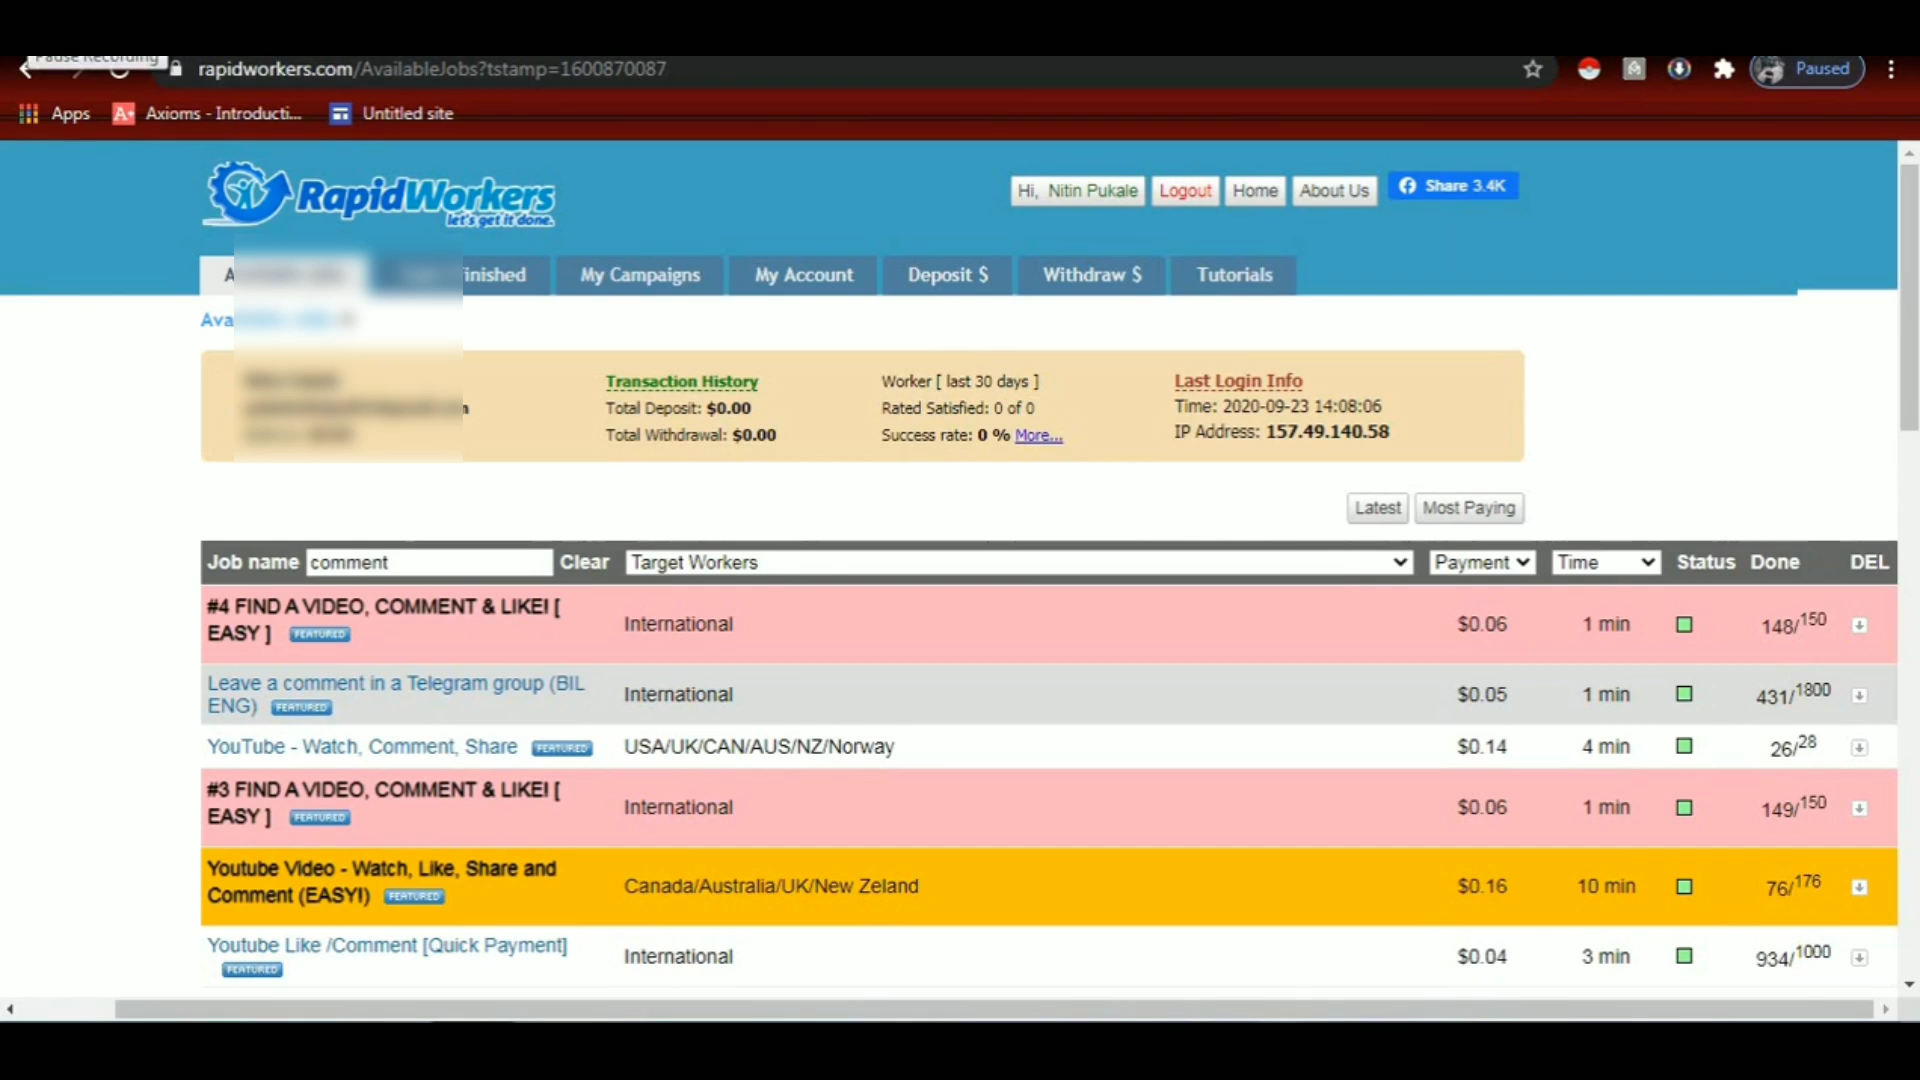 rapidworkers.com/AvailableJobs?tstamp=1600870087
Paused
Apps
A+ Axioms - Introducti...
Untitled site
RapidWorkers
let's get it done.
Hi, Nitin Pukale
Logout
Home
About Us
Share 3.4K
inished
My Campaigns
My Account
Deposit $
Withdraw $
Tutorials
Ava
Transaction History
Total Deposit: $0.00
Total Withdrawal: $0.00
Worker [ last 30 days ]
Rated Satisfied: 0 of 0
Success rate: 0 % More...
Last Login Info
Time: 2020-09-23 14:08:06
IP Address: 157.49.140.58
Latest
Most Paying
Job name comment Clear Target Workers Payment Time Status Done DEL
#4 FIND A VIDEO, COMMENT & LIKE! [
EASY ] FEATURED
International $0.06 1 min 148/150
Leave a comment in a Telegram group (BIL
ENG) FEATURED
International $0.05 1 min 431/1800
YouTube - Watch, Comment, Share FEATURED USA/UK/CAN/AUS/NZ/Norway $0.14 4 min 26/28
#3 FIND A VIDEO, COMMENT & LIKE! [
EASY ] FEATURED
International $0.06 1 min 149/150
Youtube Video - Watch, Like, Share and
Comment (EASY!) FEATURED
Canada/Australia/UK/New Zeland $0.16 10 min 76/176
Youtube Like /Comment [Quick Payment]
FEATURED
International $0.04 3 min 934/1000